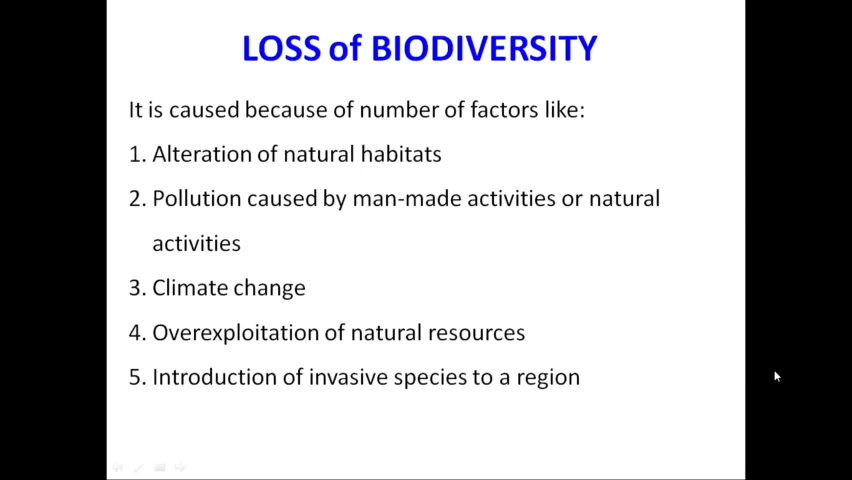 LOSS of BIODIVERSITY
It is caused because of number of factors like:
1. Alteration of natural habitats
2. Pollution caused by man-made activities or natural
activities
3. Climate change
4. Overexploitation of natural resources
5. Introduction of invasive species to a region